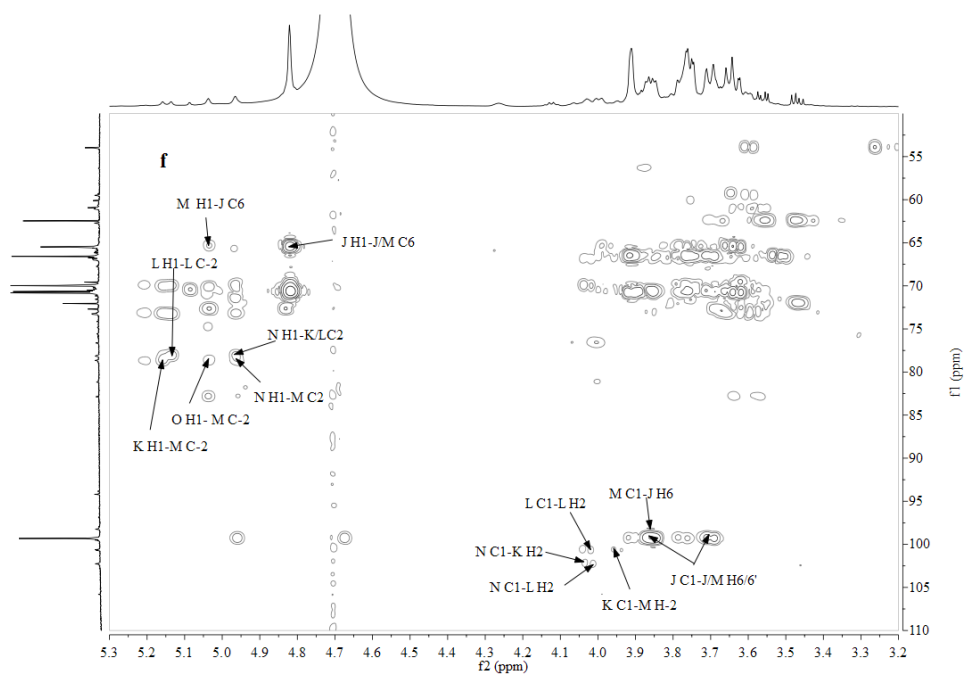 f
M H1-J C6
J H1-J/M C6
L H1-L C-2
N H1-K/LC2
N H1-M C2
O H1- M C-2
K H1-M C-2
M C1-J H6
L C1-L H2
N C1-K H2
J C1-J/M H6/6'
N C1-L H2
K C1-M H-2
55
60
65
70
75
80
85
90
95
100
105
110
f1 (ppm)
5.3 5.2 5.1 5.0 4.9 4.8 4.7 4.6 4.5 4.4 4.3 4.2 4.1 4.0 3.9 3.8 3.7 3.6 3.5 3.4 3.3 3.2
f2 (ppm)